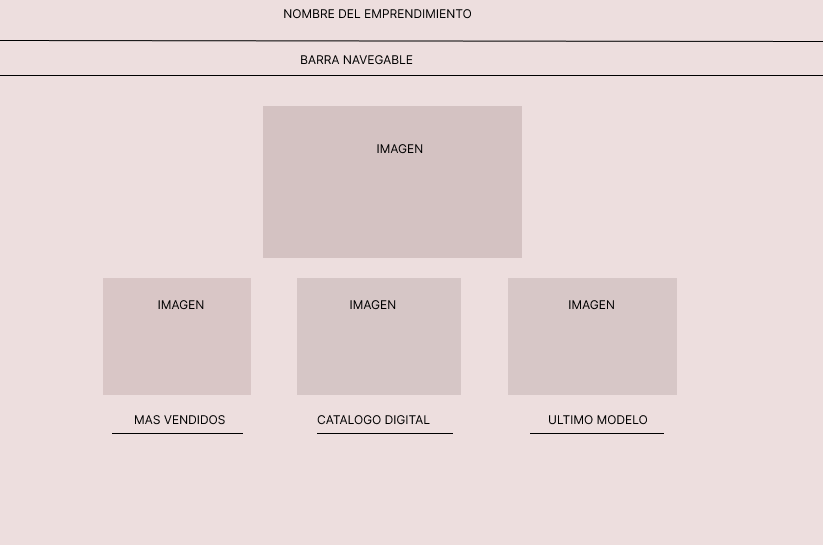 NOMBRE DEL EMPRENDIMIENTO
BARRA NAVEGABLE
IMAGEN
IMAGEN
IMAGEN
IMAGEN
MAS VENDIDOS
CATALOGO DIGITAL
ULTIMO MODELO